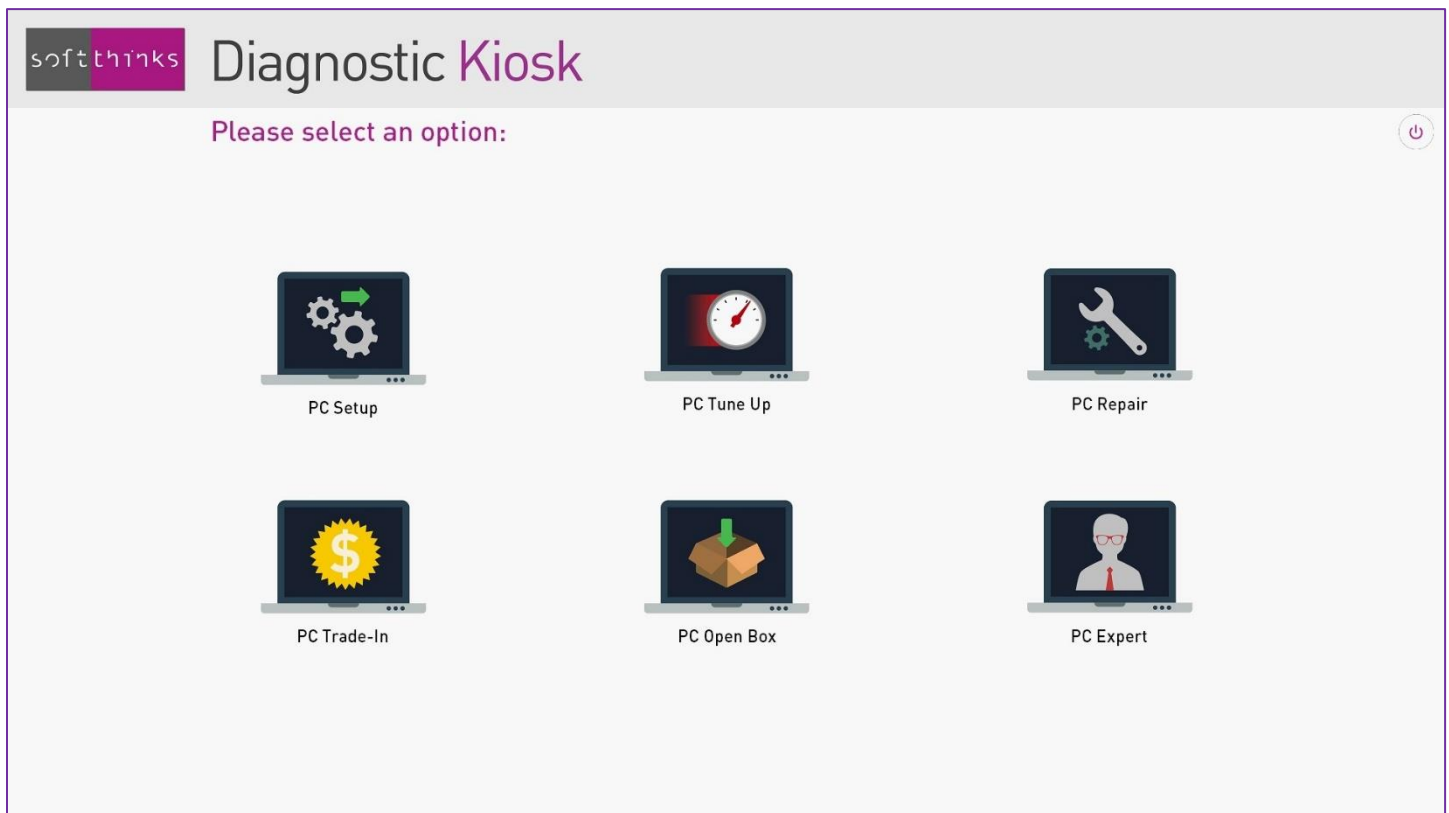 softthinks
Diagnostic Kiosk
Please select an option:
PC Setup
PC Tune Up
PC Repair
$
PC Trade-In
PC Open Box
PC Expert